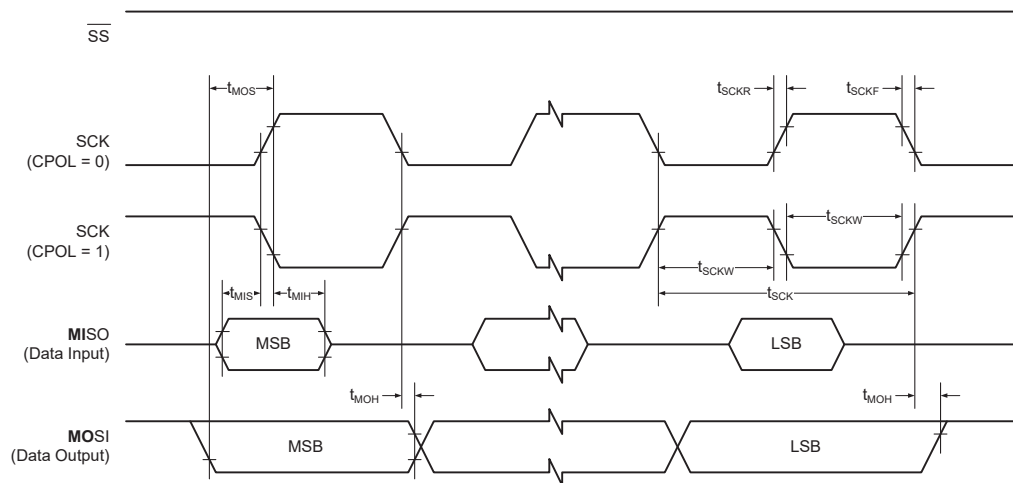 SS
tMOS
tSCKR
tSCKF
SCK
(CPOL = 0)
SCK
(CPOL = 1)
tSCKW
tSCKW
tSCK
tMIS
tMIH
MISO
(Data Input)
MSB
LSB
tMOH
tMOH
MOSI
(Data Output)
MSB
LSB